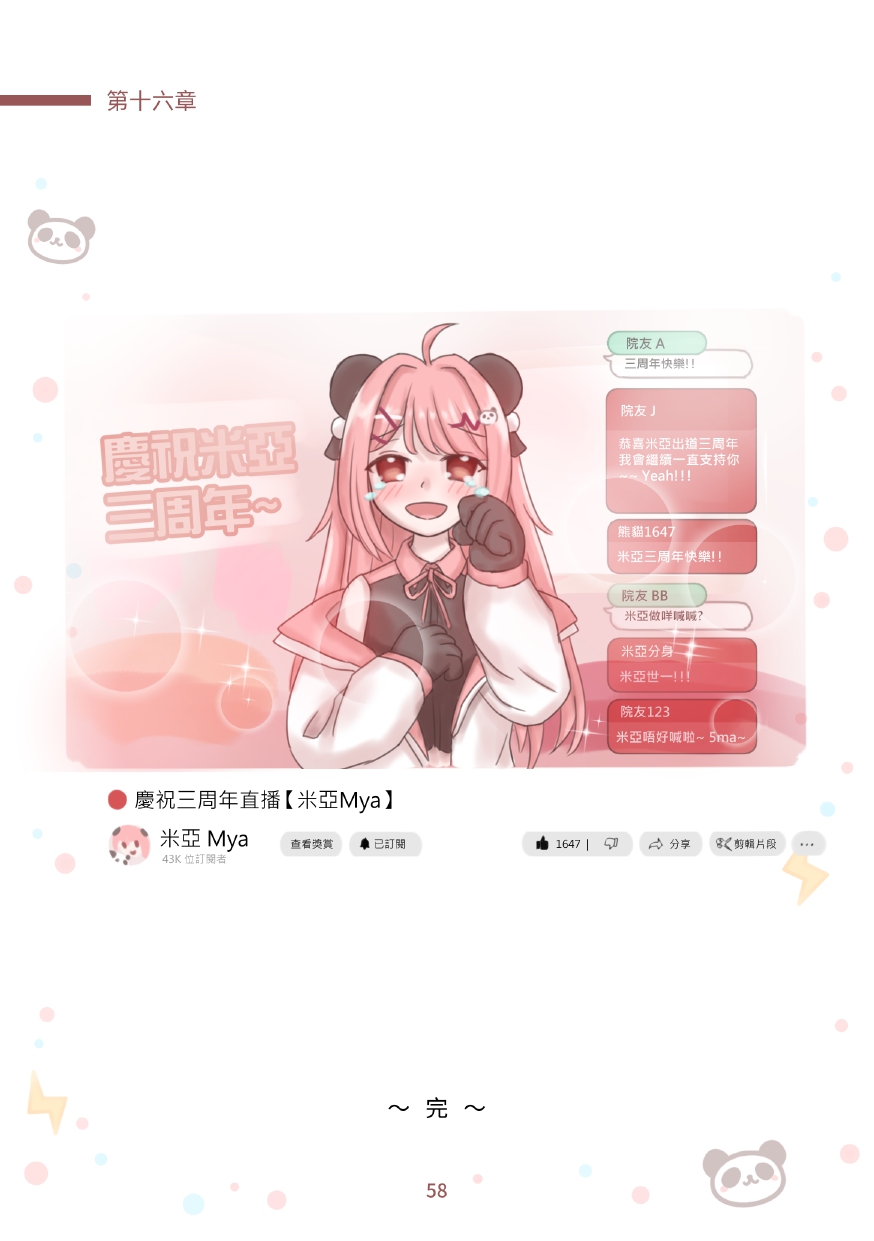 第十六章
慶祝米亞
三周年~
院友 A
三周年快樂!!
院友 J
恭喜米亞出道三周年
我會繼續一直支持你
~~ Yeah!!!
熊貓1647
米亞三周年快樂!!
院友 BB
米亞做咩喊喊?
米亞分身
米亞世一!!!
院友123
米亞唔好喊啦~ 5ma~
慶祝三周年直播【米亞Mya】
米亞 Mya
43K 位訂閱者
查看獎賞
已訂閱
1647 |
分享
剪輯片段
...
～ 完 ～
58